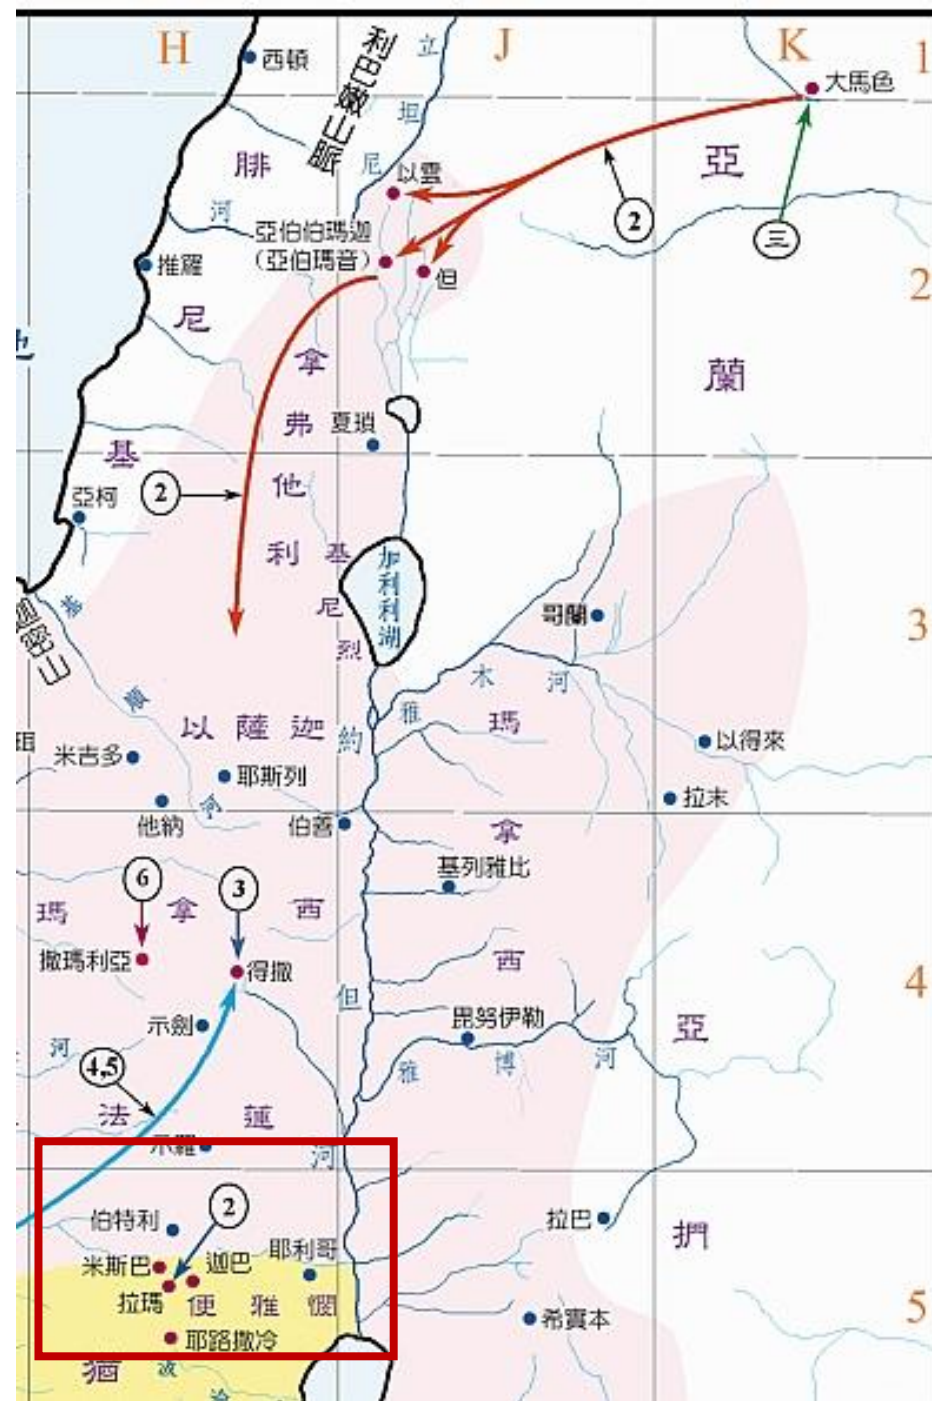 H
J
K
1
西頓
利巴嫩山脈
立坦尼河
大馬色
腓尼基
以雲
亞蘭
2
三
亞伯伯瑪迦
(亞伯瑪音)
但
推羅
2
拿弗他利
夏瑣
亞柯
2
基尼烈
加利利湖
哥蘭
3
基順河
雅木河
以薩迦
約但河
瑪拿西
以得來
米吉多
耶斯列
拉末
他納
伯善
基列雅比
6
3
瑪拿西
撒瑪利亞
得撒
4
示劍
毘努伊勒
亞捫
河
雅博河
4,5
法蓮
示羅
2
伯特利
拉巴
米斯巴
迦巴
耶利哥
拉瑪
便雅憫
5
希實本
耶路撒冷
猶